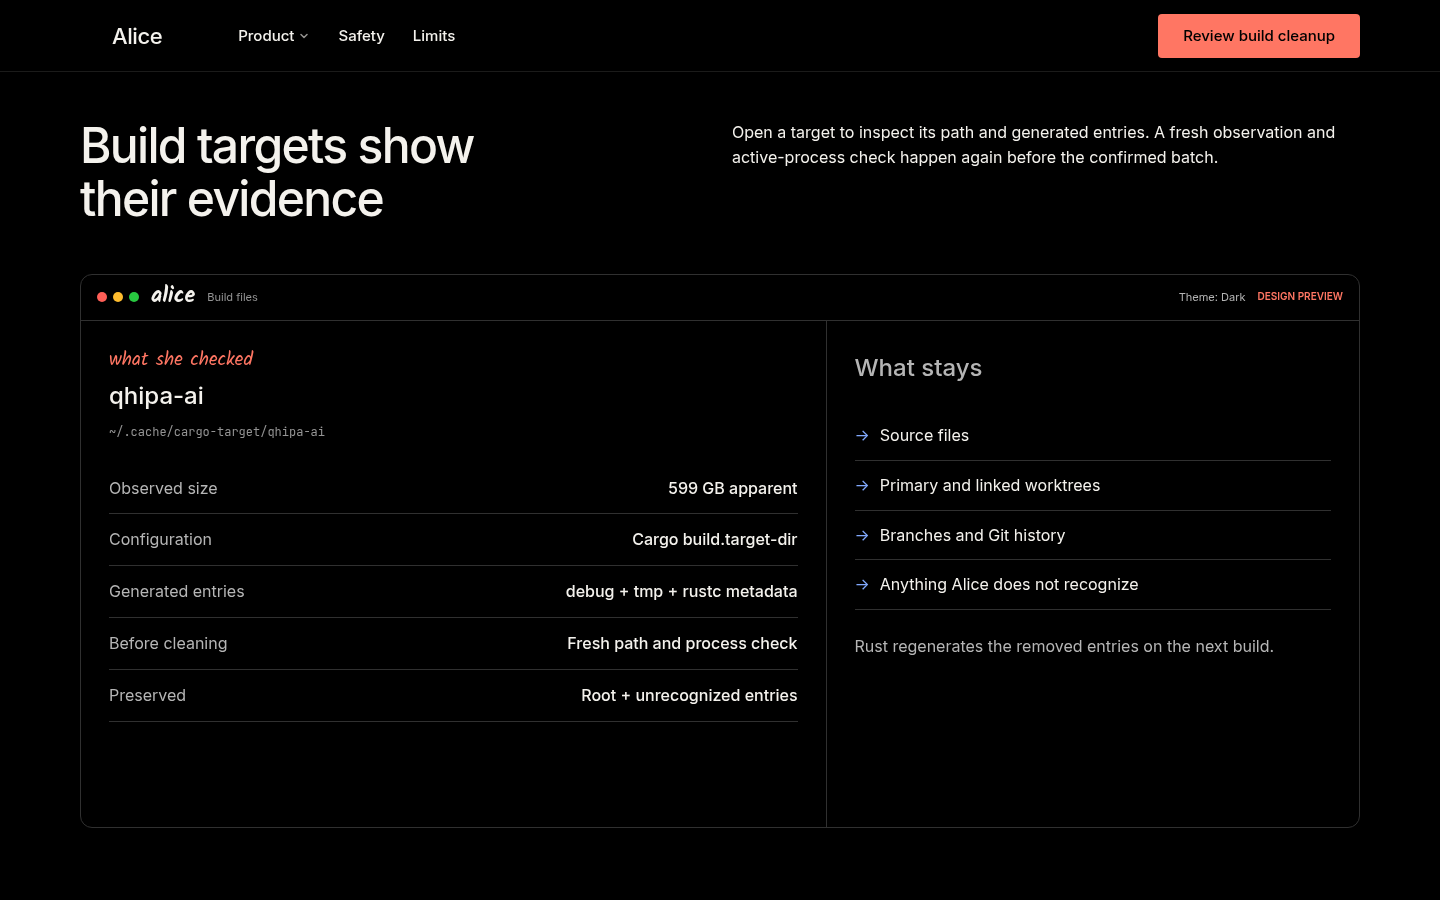 Alice
Product
Safety
Limits
Review build cleanup
Build targets show
their evidence
Open a target to inspect its path and generated entries. A fresh observation and
active-process check happen again before the confirmed batch.
alice
Build files
Theme: Dark
DESIGN PREVIEW
what she checked
qhipa-ai
~/.cache/cargo-target/qhipa-ai
Observed size
599 GB apparent
Configuration
Cargo build.target-dir
Generated entries
debug + tmp + rustc metadata
Before cleaning
Fresh path and process check
Preserved
Root + unrecognized entries
What stays
→ Source files
→ Primary and linked worktrees
→ Branches and Git history
→ Anything Alice does not recognize
Rust regenerates the removed entries on the next build.